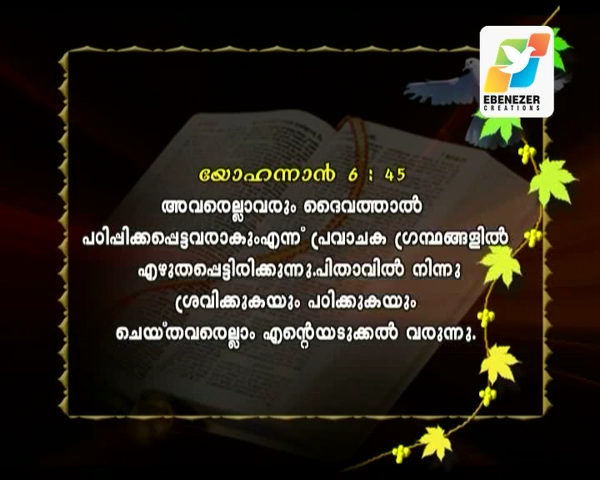 EBENEZER
CREATIONS
യോഹന്നാൻ 6 : 45
അവരെല്ലാവരും ദൈവത്താൽ
പഠിപ്പിക്കപ്പെട്ടവരാകുംഎന്ന് പ്രവാചക ഗ്രന്ഥങ്ങളിൽ
എഴുതപ്പെട്ടിരിക്കുന്നു.പിതാവിൽ നിന്നു
ശ്രവിക്കുകയും പഠിക്കുകയും
ചെയ്തവരെല്ലാം എന്റെയടുക്കൽ വരുന്നു.